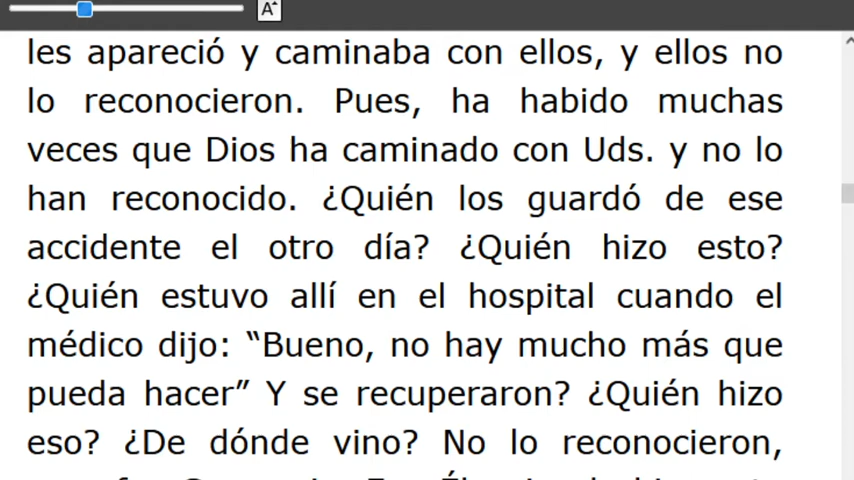 A
les apareció y caminaba con ellos, y ellos no
lo reconocieron. Pues, ha habido muchas
veces que Dios ha caminado con Uds. y no lo
han reconocido. ¿Quién los guardó de ese
accidente el otro día? ¿Quién hizo esto?
¿Quién estuvo allí en el hospital cuando el
médico dijo: “Bueno, no hay mucho más que
pueda hacer” Y se recuperaron? ¿Quién hizo
eso? ¿De dónde vino? No lo reconocieron,